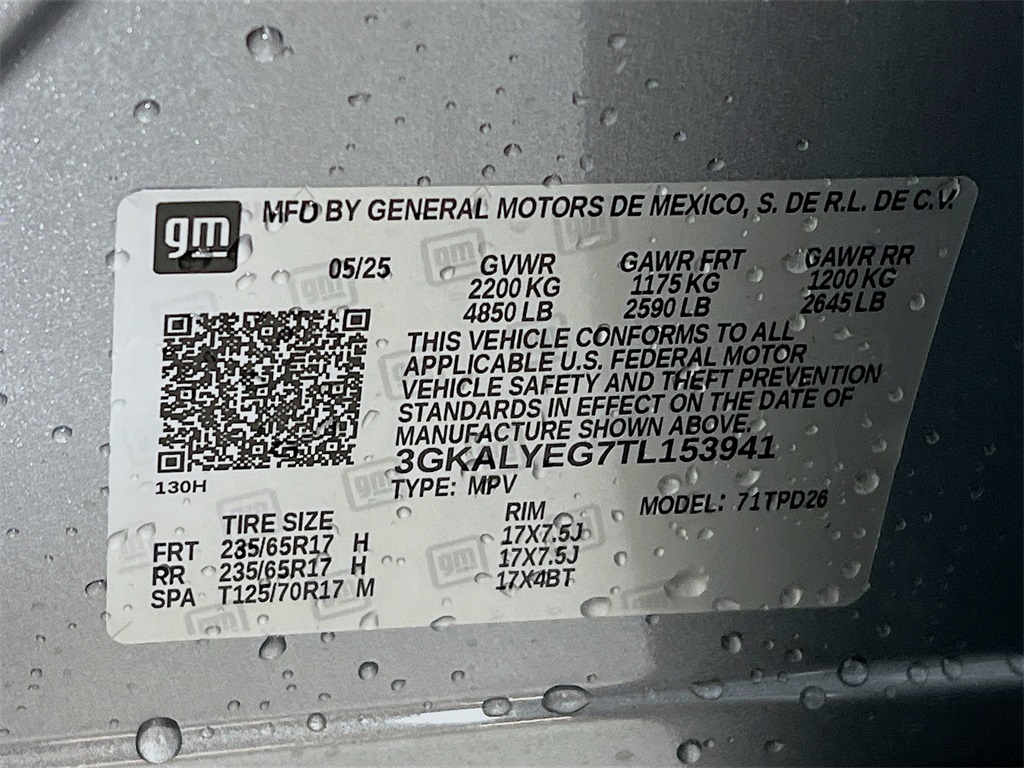 gm MFD BY GENERAL MOTORS DE MEXICO, S. DE R.L. DE C.V.
05/25 GVWR GAWR FRT GAWR RR
2200 KG 1175 KG 1200 KG
4850 LB 2590 LB 2645 LB
THIS VEHICLE CONFORMS TO ALL
APPLICABLE U.S. FEDERAL MOTOR
VEHICLE SAFETY AND THEFT PREVENTION
STANDARDS IN EFFECT ON THE DATE OF
MANUFACTURE SHOWN ABOVE.
3GKALYEG7TL153941
130H
TYPE: MPV MODEL: 71TPD26
TIRE SIZE RIM
FRT 235/65R17 H 17X7.5J
RR 235/65R17 H 17X7.5J
SPA T125/70R17 M 17X4BT